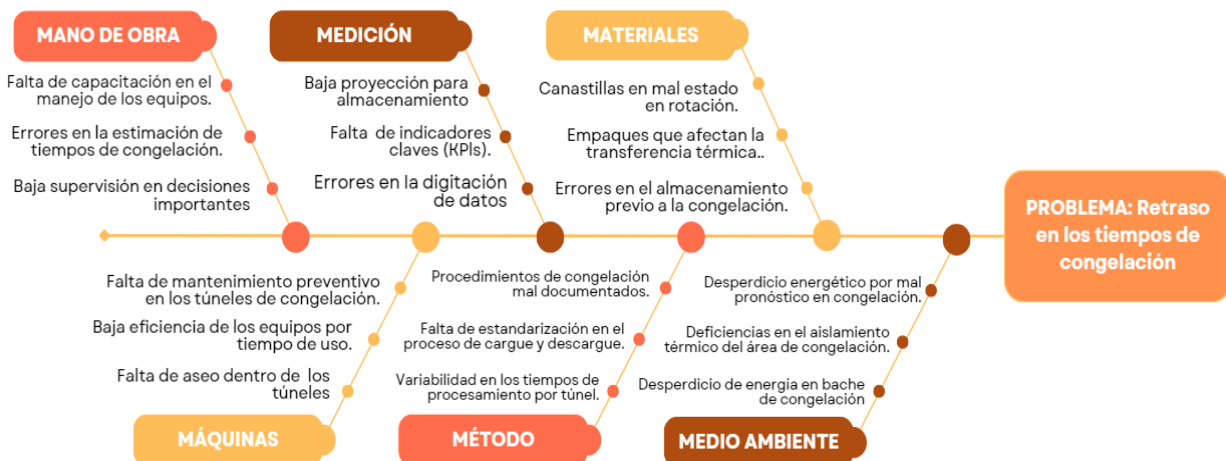 MANO DE OBRA
Falta de capacitación en el
manejo de los equipos.
Errores en la estimación de
tiempos de congelación.
Baja supervisión en decisiones
importantes
MEDICIÓN
Baja proyección para
almacenamiento
Falta de indicadores
claves (KPIs).
Errores en la digitación
de datos
MATERIALES
Canastillas en mal estado
en rotación.
Empaques que afectan la
transferencia térmica..
Errores en el almacenamiento
previo a la congelación.
PROBLEMA: Retraso
en los tiempos de
congelación
Falta de mantenimiento preventivo
en los túneles de congelación.
Baja eficiencia de los equipos por
tiempo de uso.
Falta de aseo dentro de los
túneles
MÁQUINAS
Procedimientos de congelación
mal documentados.
Falta de estandarización en el
proceso de cargue y descargue.
Variabilidad en los tiempos de
procesamiento por túnel.
MÉTODO
Desperdicio energético por mal
pronóstico en congelación.
Deficiencias en el aislamiento
térmico del área de congelación.
Desperdicio de energia en bache
de congelación
MEDIO AMBIENTE